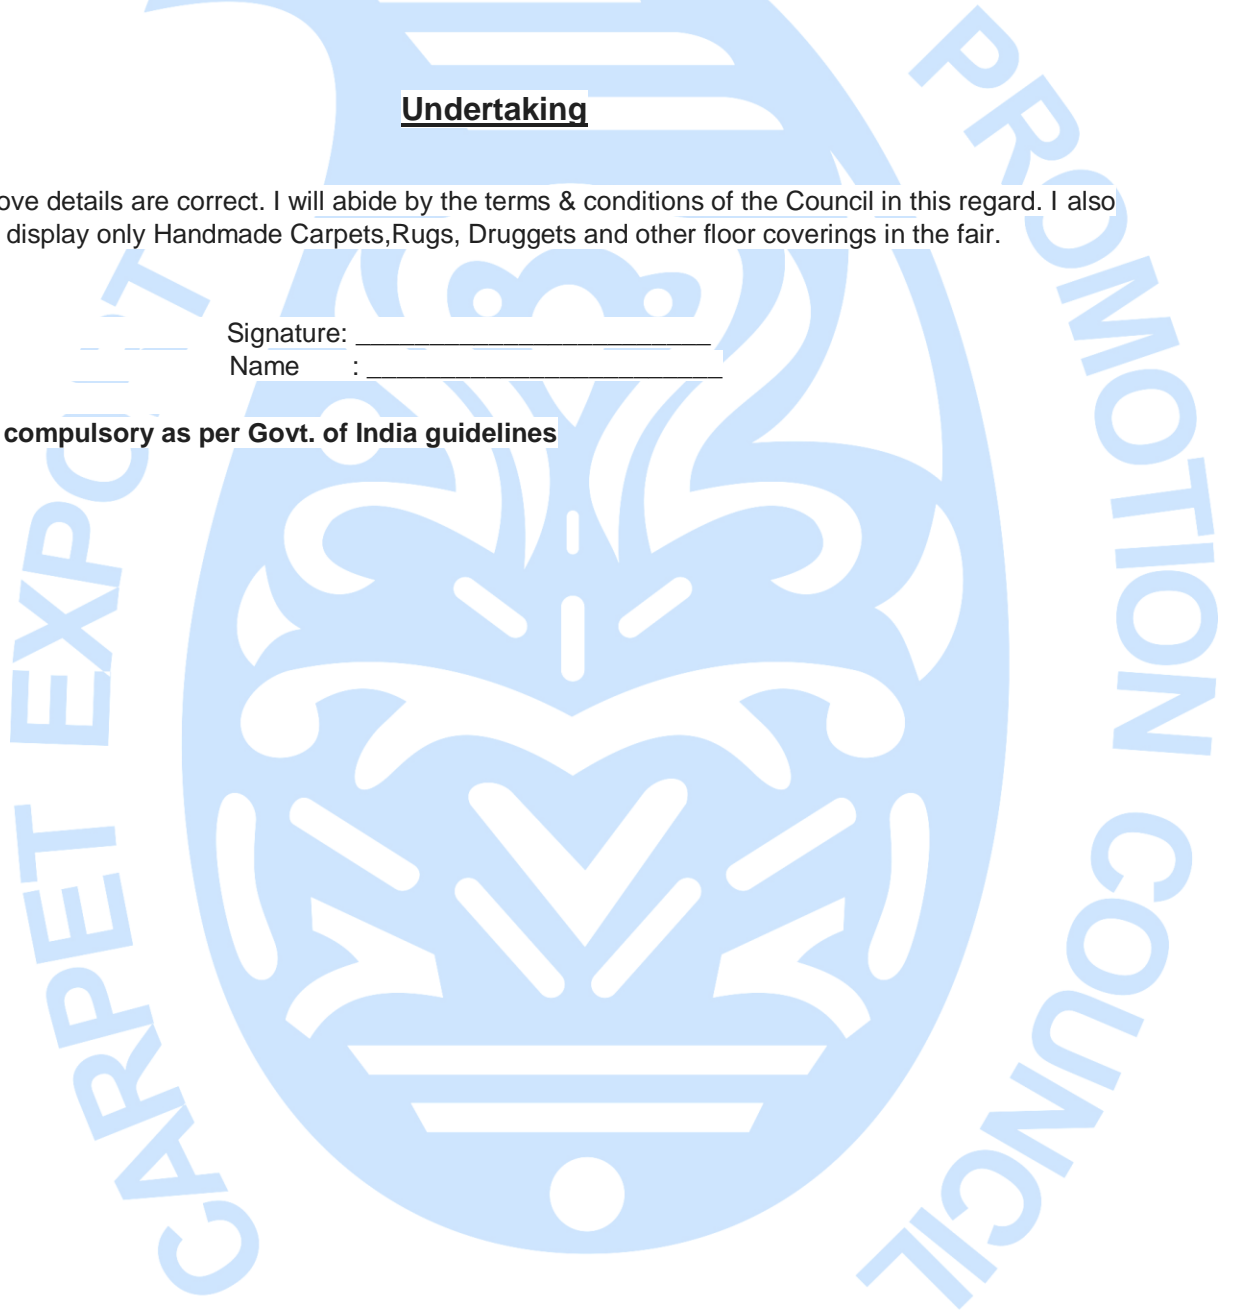 Undertaking
ove details are correct. I will abide by the terms & conditions of the Council in this regard. I also
display only Handmade Carpets,Rugs, Druggets and other floor coverings in the fair.
Signature: ________________________
Name : ________________________
compulsory as per Govt. of India guidelines
CARPET EXPORT PROMOTION COUNCIL